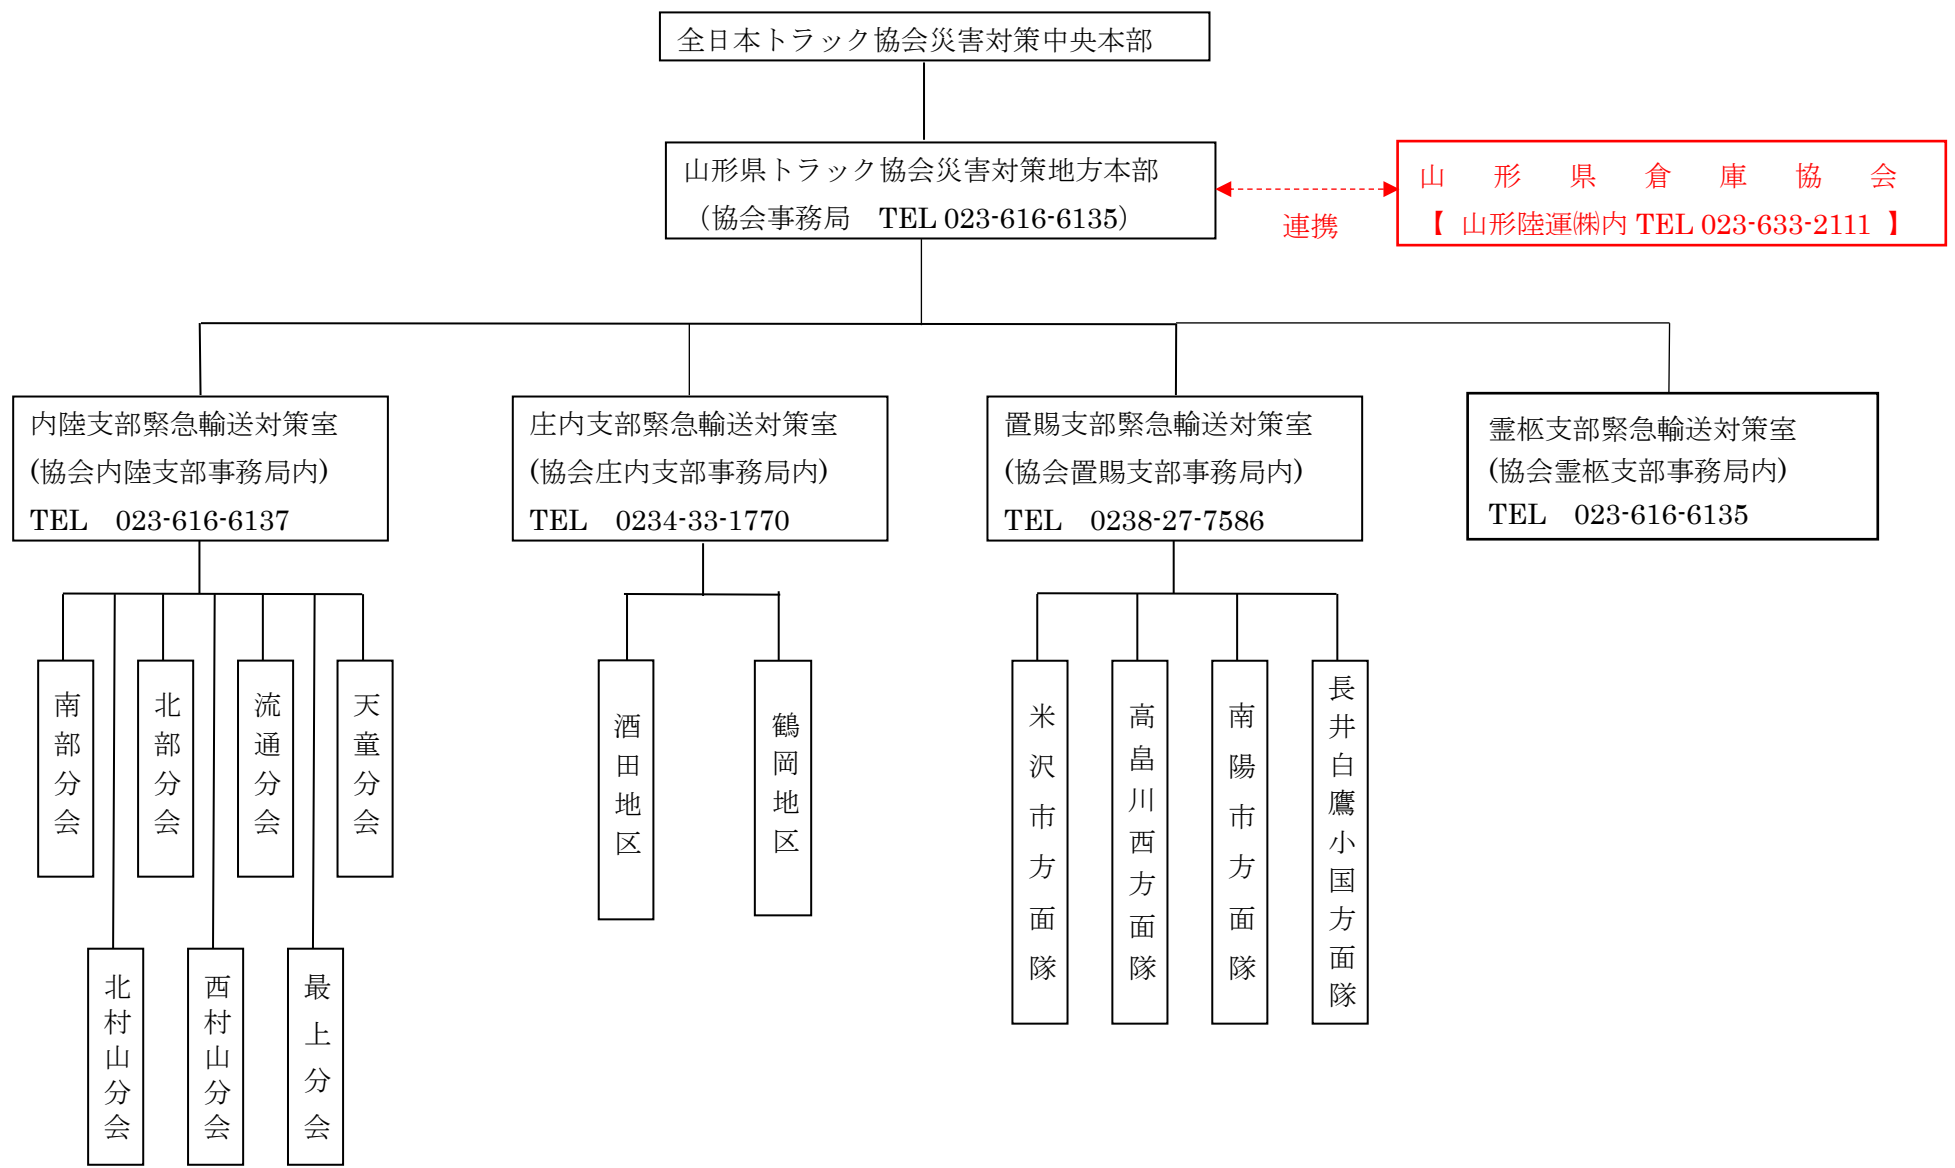 全日本トラック協会災害対策中央本部
山形県トラック協会災害対策地方本部
（協会事務局　TEL 023-616-6135）
連携
山形県倉庫協会
【 山形陸運㈱内 TEL 023-633-2111 】
内陸支部緊急輸送対策室
(協会内陸支部事務局内)
TEL　023-616-6137
庄内支部緊急輸送対策室
(協会庄内支部事務局内)
TEL　0234-33-1770
置賜支部緊急輸送対策室
(協会置賜支部事務局内)
TEL　0238-27-7586
霊柩支部緊急輸送対策室
(協会霊柩支部事務局内)
TEL　023-616-6135
南部分会
北部分会
流通分会
天童分会
北村山分会
西村山分会
最上分会
酒田地区
鶴岡地区
米沢市方面隊
高畠川西方面隊
南陽市方面隊
長井白鷹小国方面隊